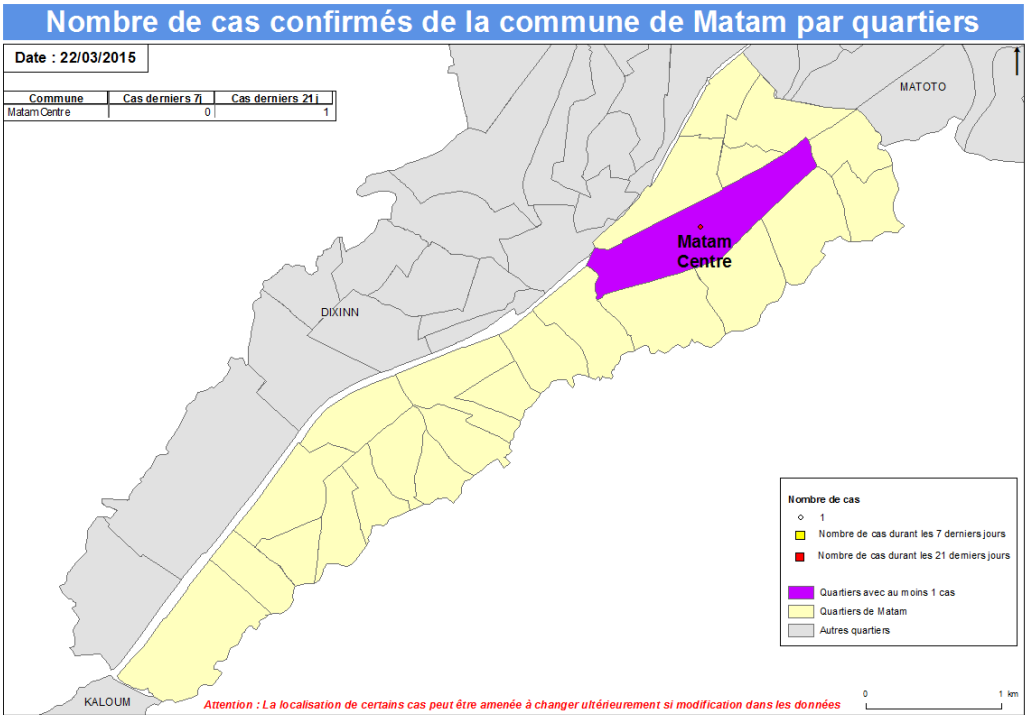 Nombre de cas confirmés de la commune de Matam par quartiers
Date : 22/03/2015
Commune Cas derniers 7j Cas derniers 21j
Matam Centre 0 1
MATOTO
Matam
Centre
DIXINN
Nombre de cas
1
Nombre de cas durant les 7 derniers jours
Nombre de cas durant les 21 derniers jours
Quartiers avec au moins 1 cas
Quartiers de Matam
Autres quartiers
KALOUM
Attention : La localisation de certains cas peut être amenée à changer ultérieurement si modification dans les données
0 1 km